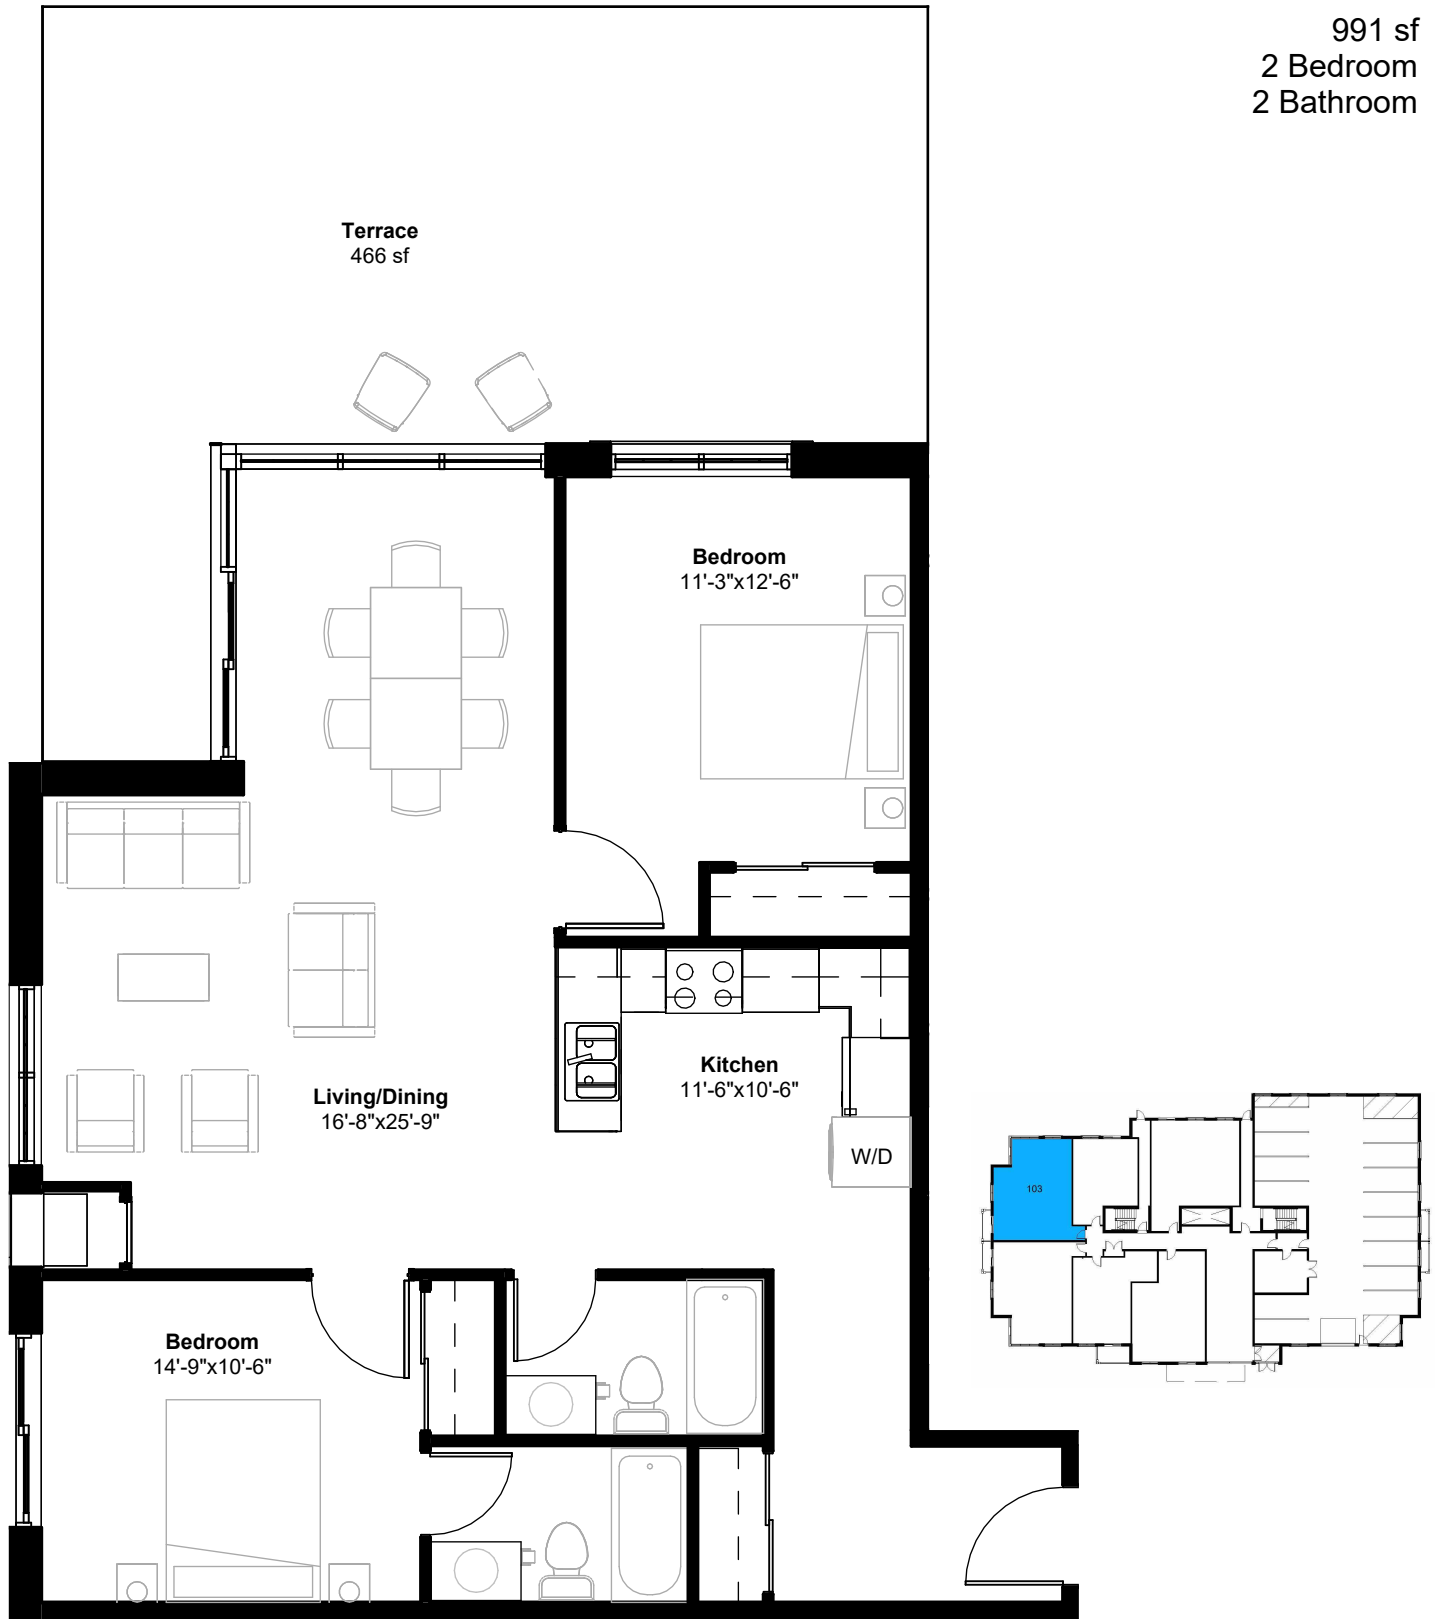 991 sf
2 Bedroom
2 Bathroom
Terrace
466 sf
Bedroom
11'-3"x12'-6"
Kitchen
11'-6"x10'-6"
Living/Dining
16'-8"x25'-9"
W/D
103
Bedroom
14'-9"x10'-6"